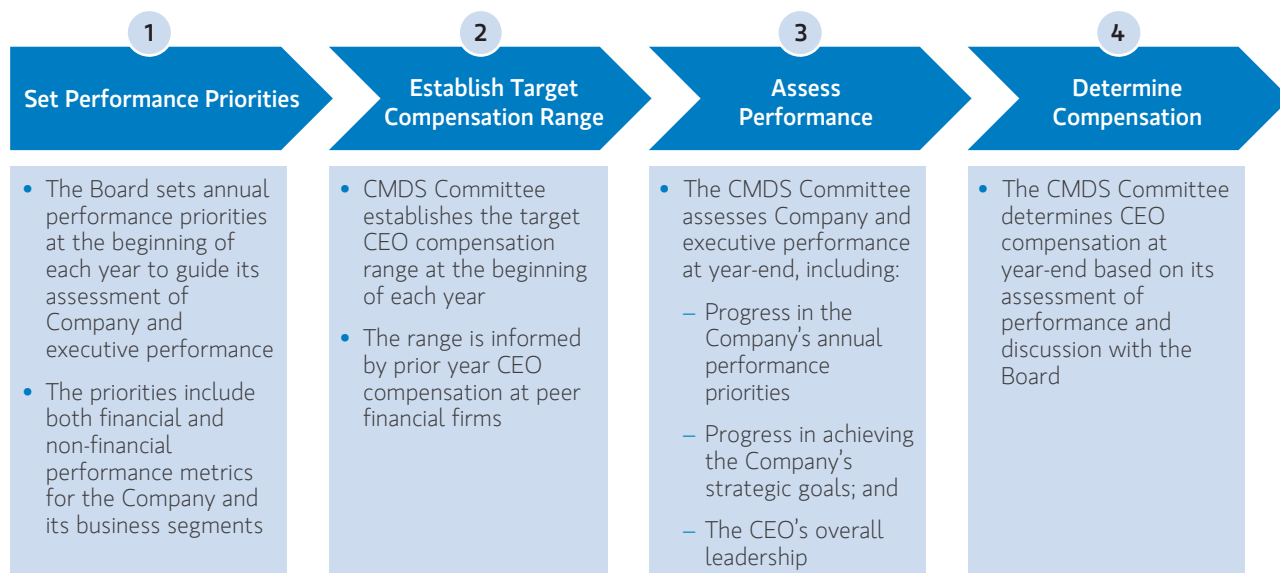 1
Set Performance Priorities
• The Board sets annual
performance priorities
at the beginning of
each year to guide its
assessment of
Company and
executive performance
• The priorities include
both financial and
non-financial
performance metrics
for the Company and
its business segments
2
Establish Target
Compensation Range
• CMDS Committee
establishes the target
CEO compensation
range at the beginning
of each year
• The range is informed
by prior year CEO
compensation at peer
financial firms
3
Assess
Performance
• The CMDS Committee
assesses Company and
executive performance
at year-end, including:
– Progress in the
Company’s annual
performance
priorities
– Progress in achieving
the Company’s
strategic goals; and
– The CEO’s overall
leadership
4
Determine
Compensation
• The CMDS Committee
determines CEO
compensation at
year-end based on its
assessment of
performance and
discussion with the
Board